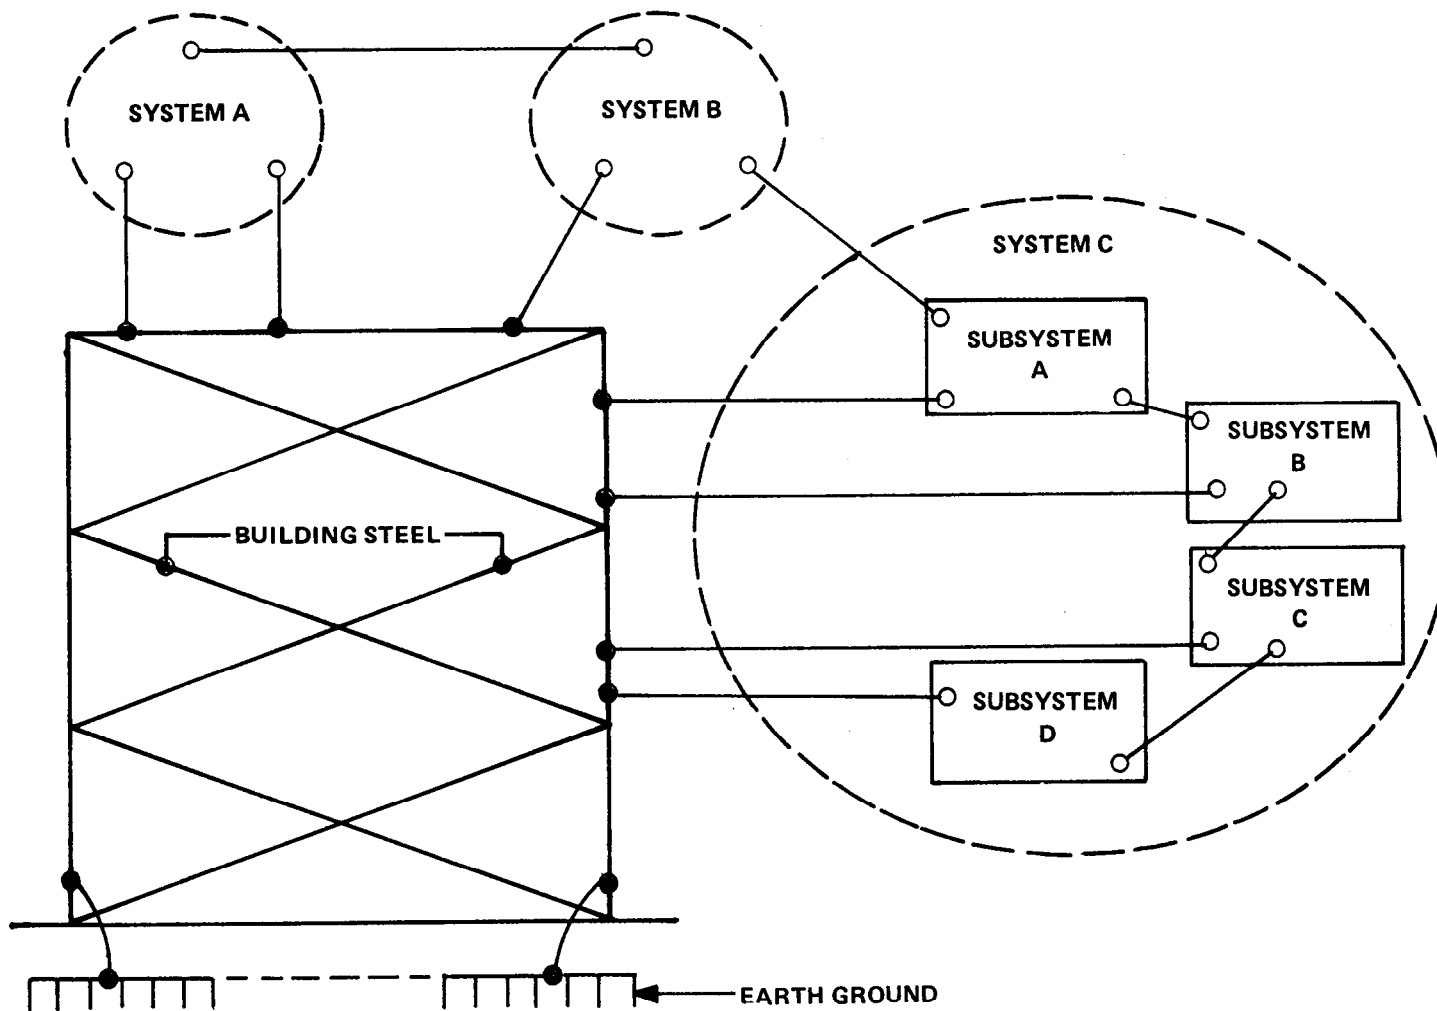 SYSTEM A
SYSTEM B
SYSTEM C
SUBSYSTEM
A
SUBSYSTEM
B
BUILDING STEEL
SUBSYSTEM
C
SUBSYSTEM
D
EARTH GROUND